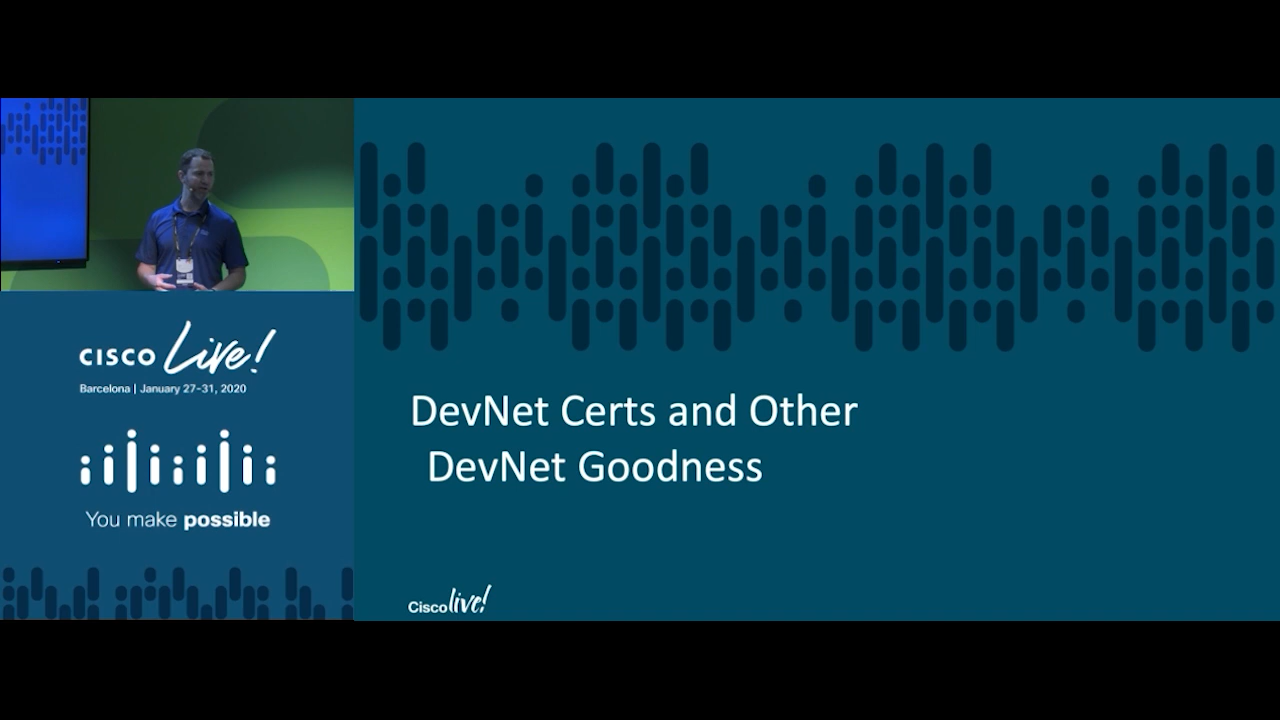 CISCO Live!
Barcelona | January 27-31, 2020
You make possible
DevNet Certs and Other
DevNet Goodness
Cisco live!